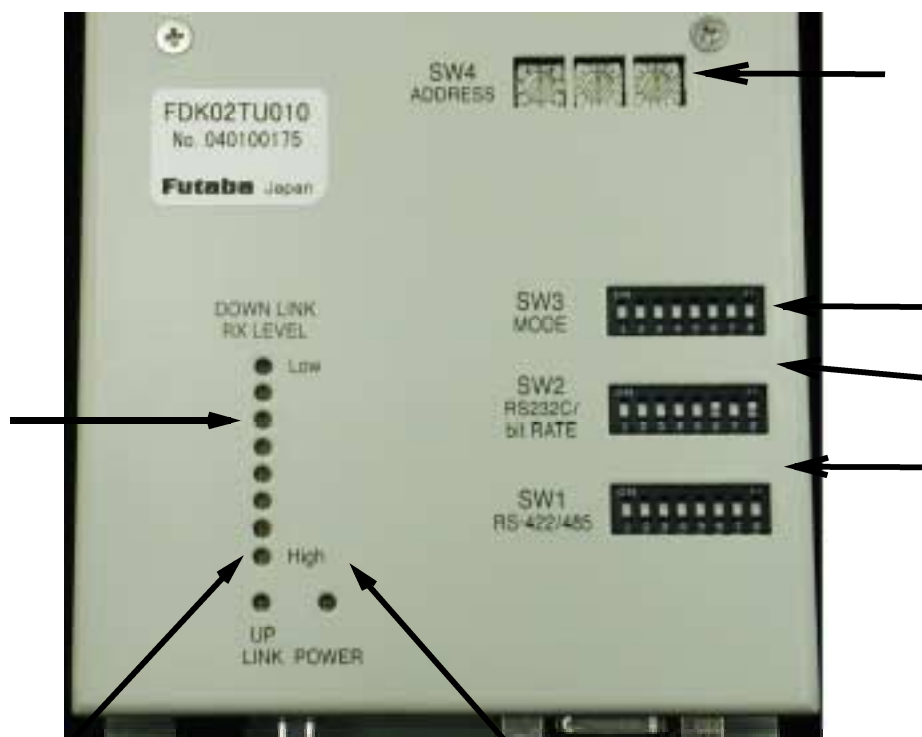 SW4
ADDRESS
FDK02TU010
No. 040100175
Futaba Japan
DOWN LINK
RX LEVEL
Low
High
UP
LINK
POWER
SW3
MODE
SW2
RS232C/
bit RATE
SW1
RS-422/485